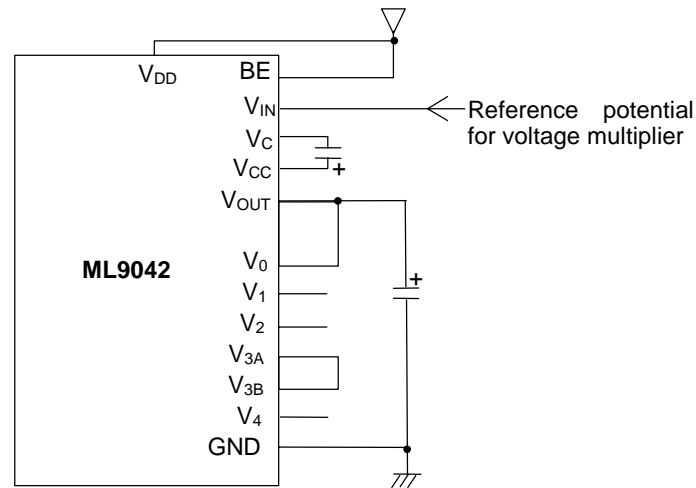 VDD
BE
VIN
Reference potential
for voltage multiplier
VC
VCC
+
VOUT
ML9042
V0
+
V1
V2
V3A
V3B
V4
GND